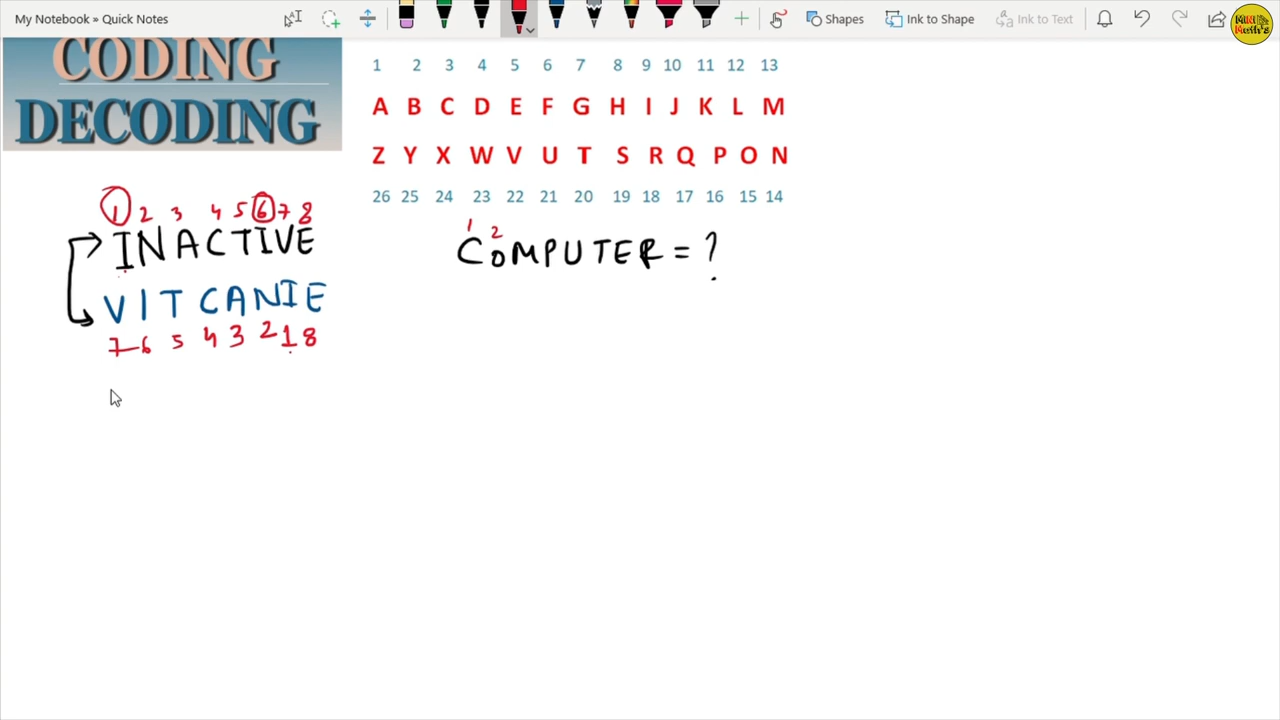 My Notebook » Quick Notes
Shapes
Ink to Shape
Ink to Text
Miki Math's
CODING
DECODING
1 2 3 4 5 6 7 8 9 10 11 12 13
A B C D E F G H I J K L M
Z Y X W V U T S R Q P O N
26 25 24 23 22 21 20 19 18 17 16 15 14
1 2 3 4 5 6 7 8
INACTIVE
VITCANIE
7 6 5 4 3 2 1 8
1 2
COMPUTER = ?